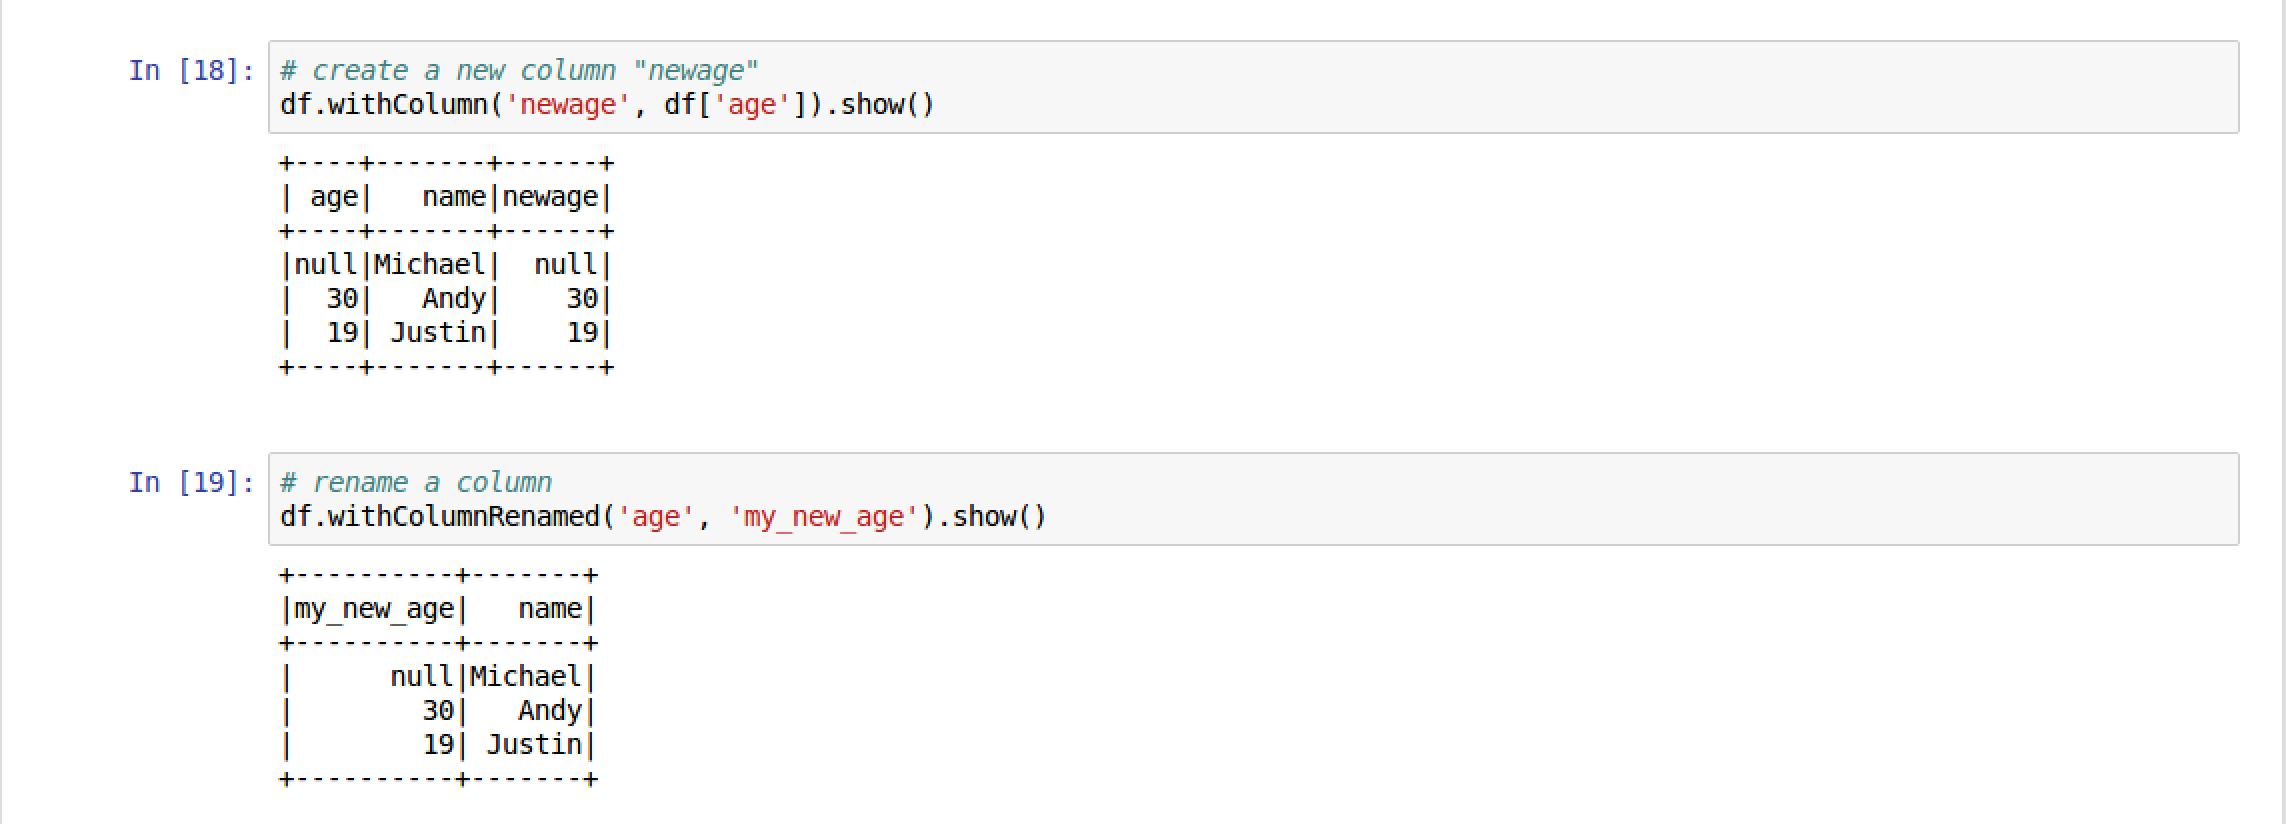 In [18]: # create a new column "newage"
df.withColumn('newage', df['age']).show()
+----+-------+------+
| age|   name|newage|
+----+-------+------+
|null|Michael|  null|
|  30|   Andy|    30|
|  19| Justin|    19|
+----+-------+------+
In [19]: # rename a column
df.withColumnRenamed('age', 'my_new_age').show()
+----------+-------+
|my_new_age|   name|
+----------+-------+
|      null|Michael|
|        30|   Andy|
|        19| Justin|
+----------+-------+